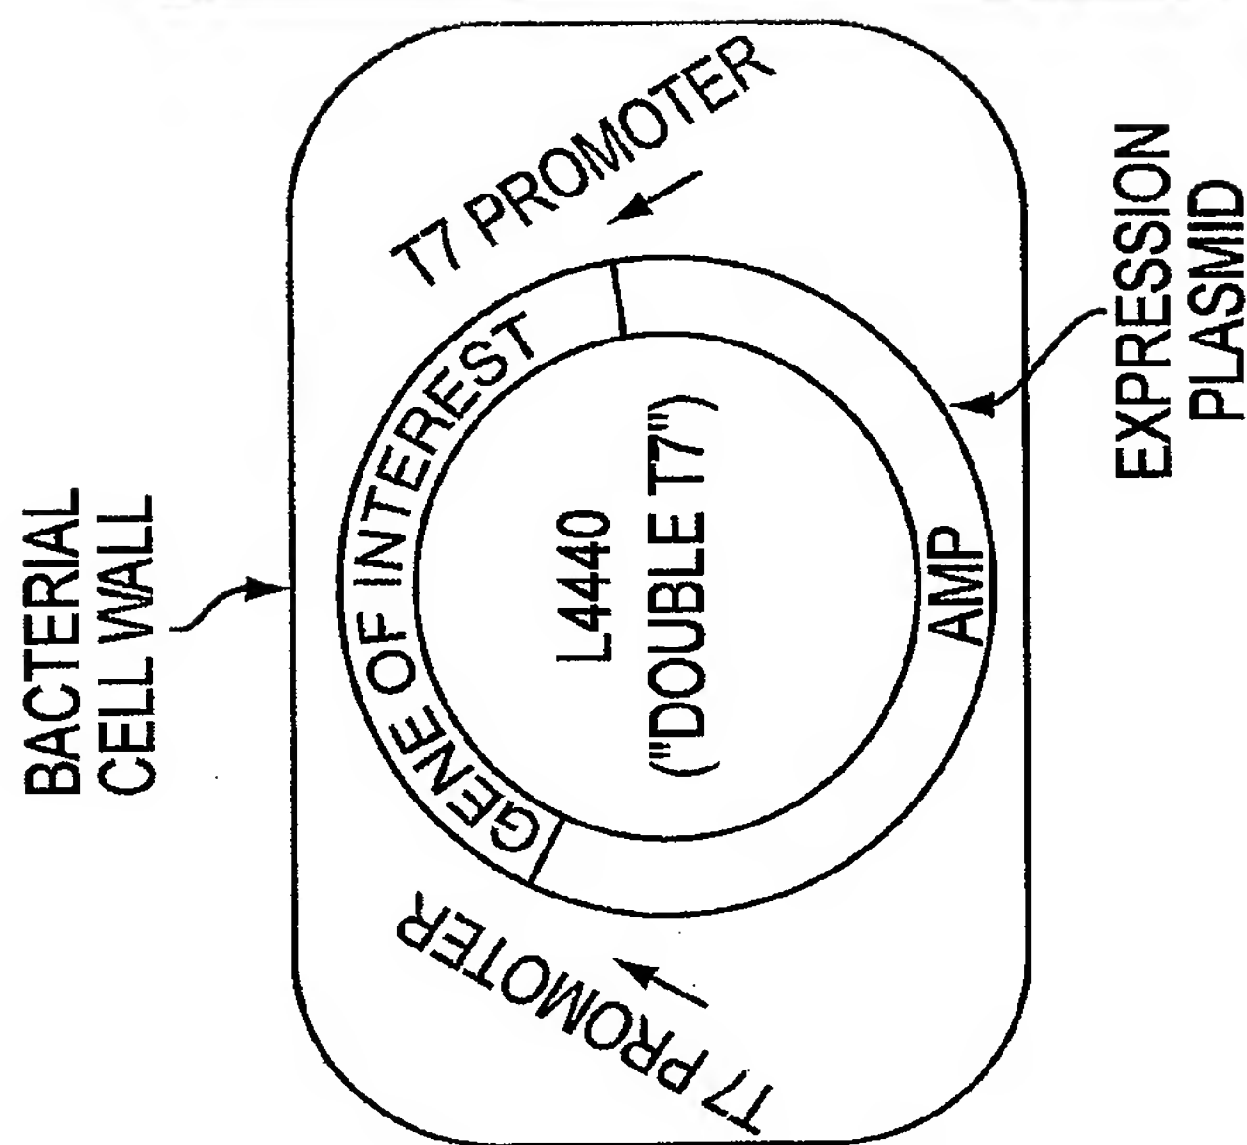 BACTERIAL
CELL WALL
T7 PROMOTER
T7 PROMOTER
GENE OF INTEREST
L4440
("DOUBLE T7")
AMP
EXPRESSION
PLASMID